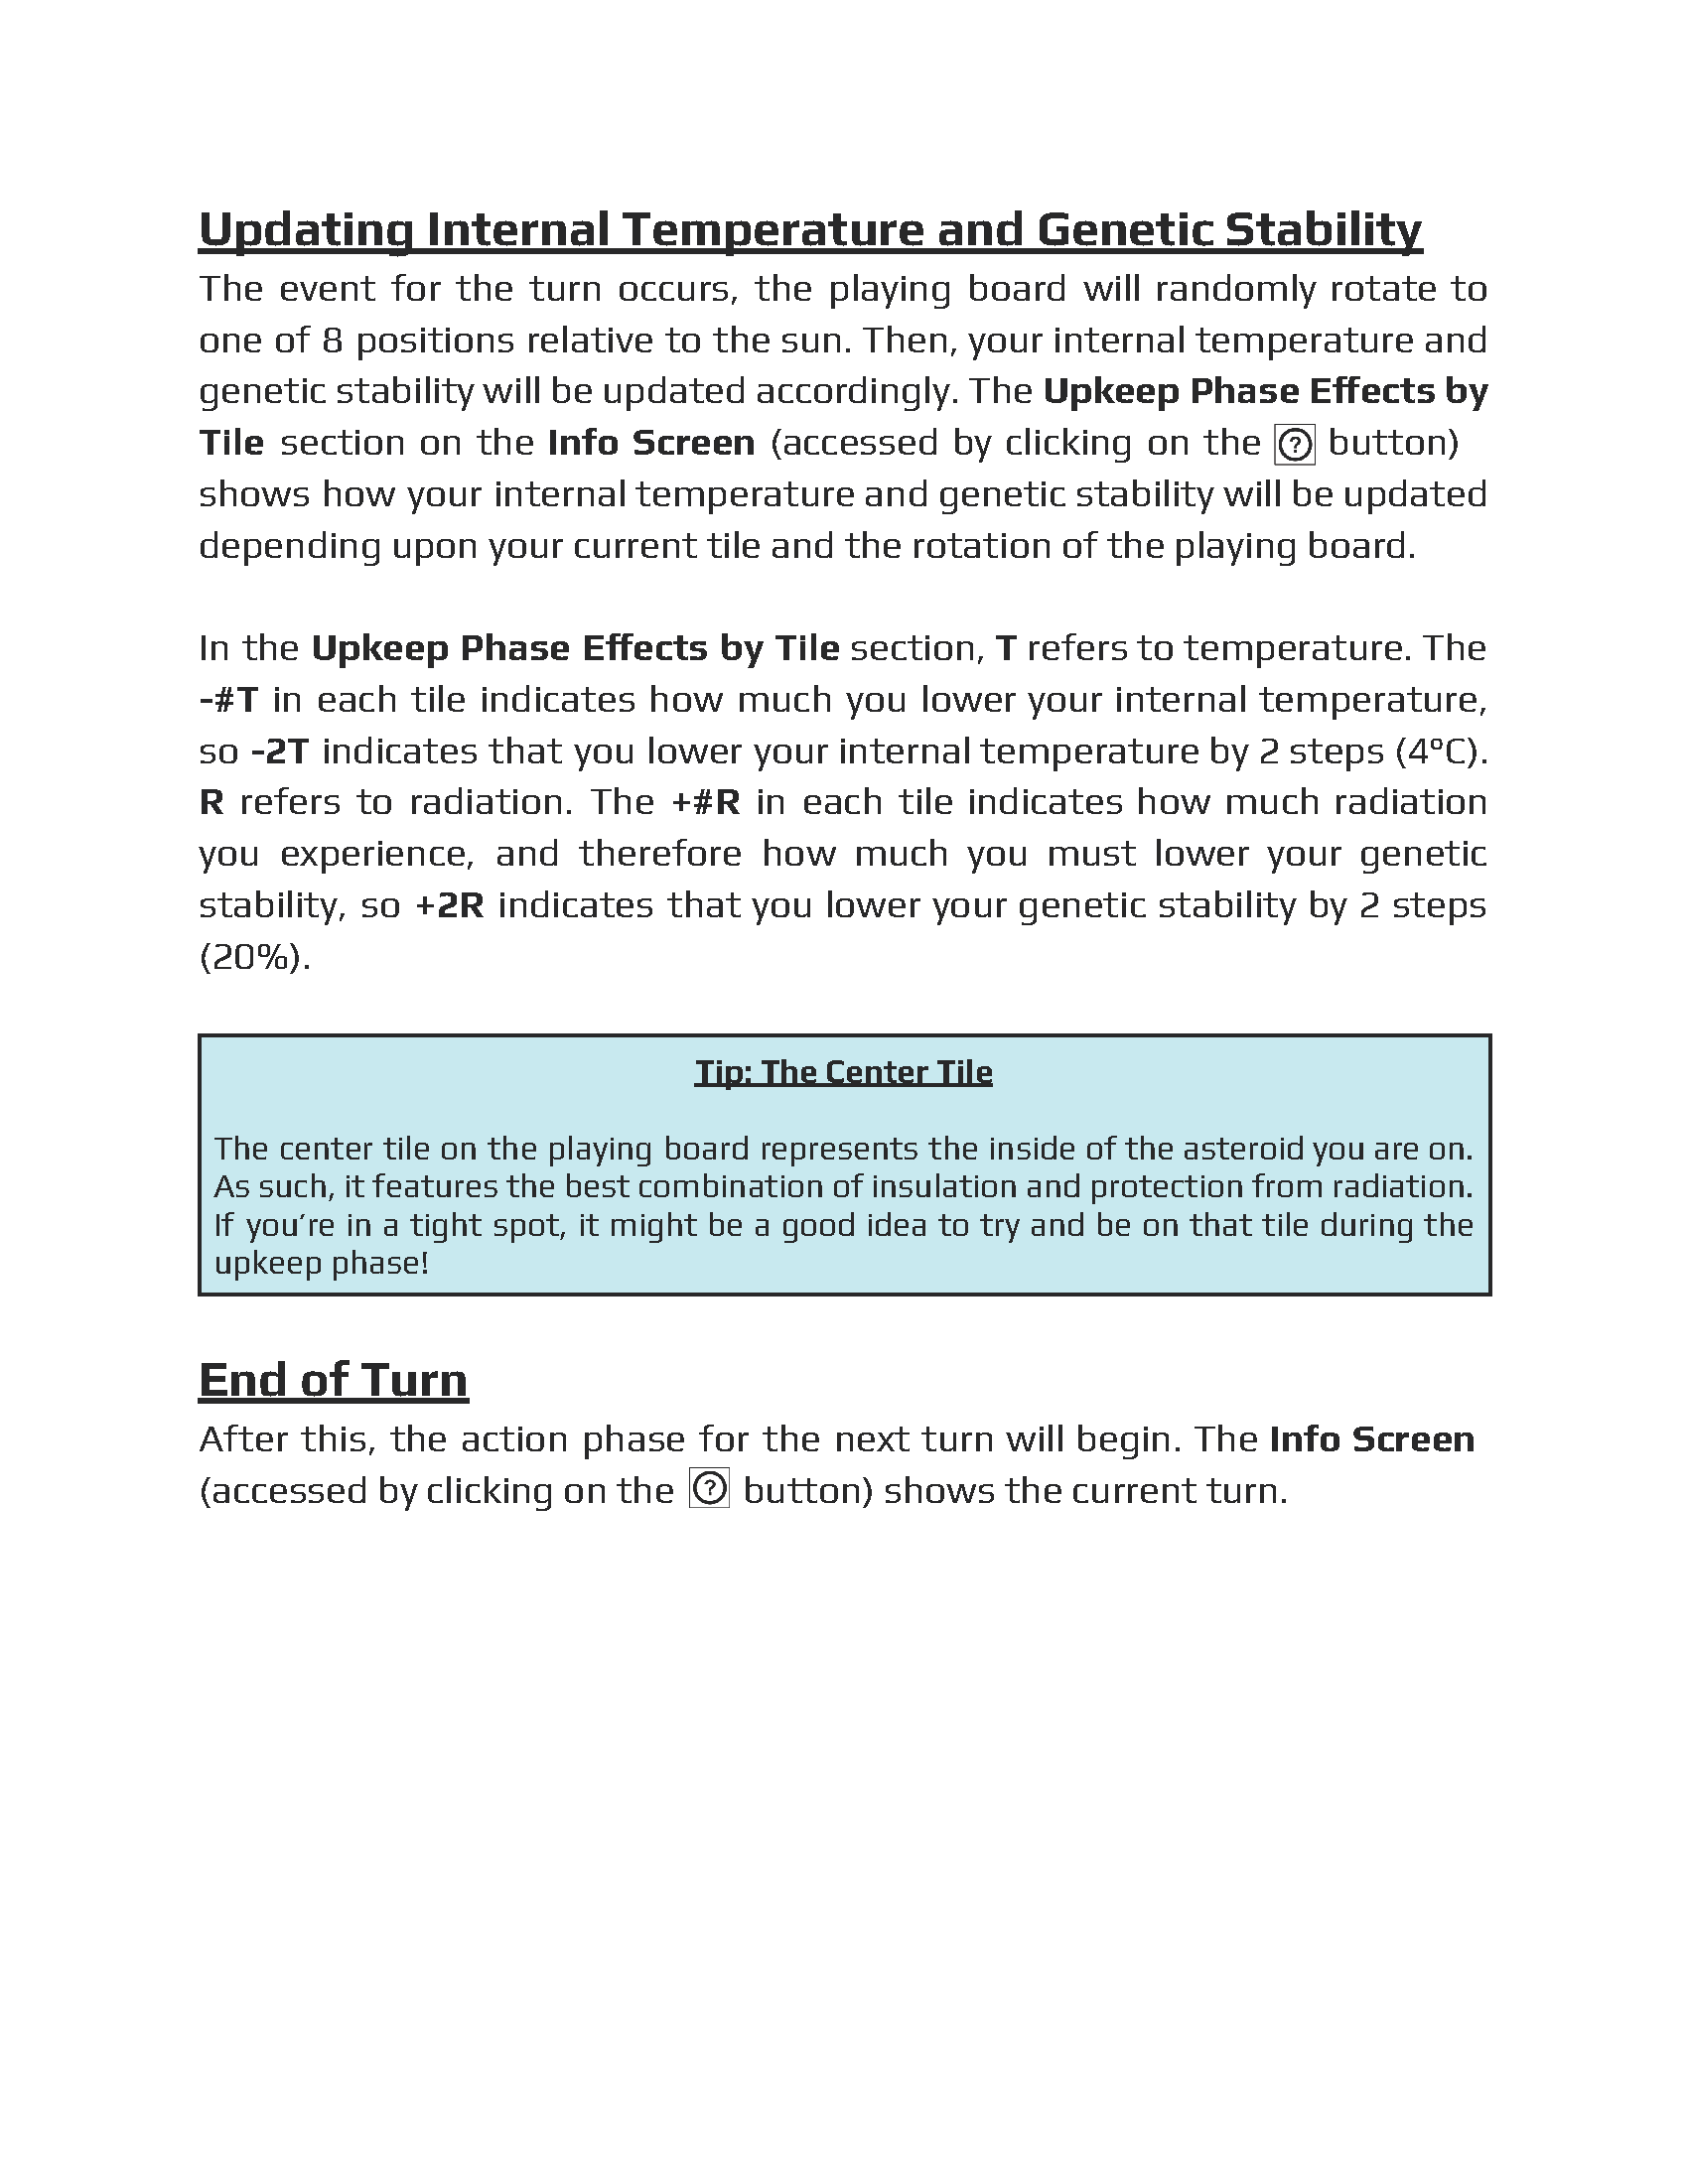 Updating Internal Temperature and Genetic Stability
The event for the turn occurs, the playing board will randomly rotate to
one of 8 positions relative to the sun. Then, your internal temperature and
genetic stability will be updated accordingly. The Upkeep Phase Effects by
Tile section on the Info Screen (accessed by clicking on the ? button)
shows how your internal temperature and genetic stability will be updated
depending upon your current tile and the rotation of the playing board.
In the Upkeep Phase Effects by Tile section, T refers to temperature. The
-#T in each tile indicates how much you lower your internal temperature,
so -2T indicates that you lower your internal temperature by 2 steps (4ºC).
R refers to radiation. The +#R in each tile indicates how much radiation
you experience, and therefore how much you must lower your genetic
stability, so +2R indicates that you lower your genetic stability by 2 steps
(20%).
Tip: The Center Tile
The center tile on the playing board represents the inside of the asteroid you are on.
As such, it features the best combination of insulation and protection from radiation.
If you’re in a tight spot, it might be a good idea to try and be on that tile during the
upkeep phase!
End of Turn
After this, the action phase for the next turn will begin. The Info Screen
(accessed by clicking on the ? button) shows the current turn.